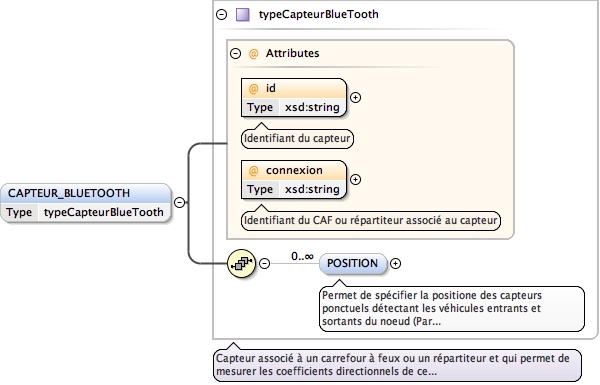 typeCapteurBlueTooth
@ Attributes
@ id
Type xsd:string
Identifiant du capteur
@ connexion
Type xsd:string
Identifiant du CAF ou répartiteur associé au capteur
CAPTEUR_BLUETOOTH
Type typeCapteurBlueTooth
0..∞
POSITION
Permet de spécifier la positione des capteurs
ponctuels détectant les véhicules entrants et
sortants du noeud (Par...
Capteur associé à un carrefour à feux ou un répartiteur et qui permet de
mesurer les coefficients directionnels de ce...